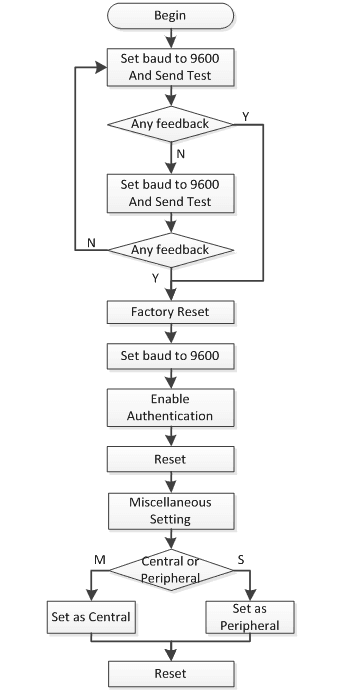 Begin
Set baud to 9600
And Send Test
Any feedback
Y
N
Set baud to 9600
And Send Test
Any feedback
N
Y
Factory Reset
Set baud to 9600
Enable
Authentication
Reset
Miscellaneous
Setting
Central or
Peripheral
M
S
Set as Central
Set as
Peripheral
Reset